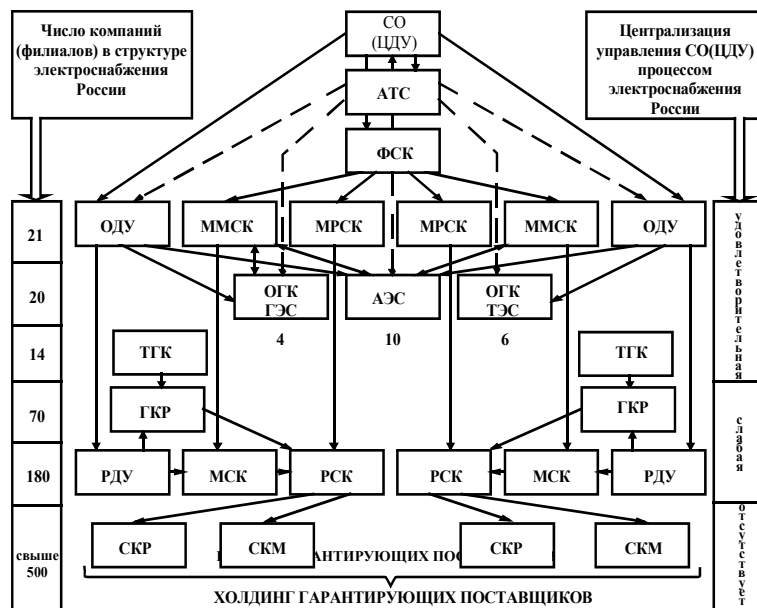 Число компаний
(филиалов) в структуре
электроснабжения
России
СО
(ЦДУ)
Централизация
управления СО(ЦДУ)
процессом
электроснабжения
России
АТС
ФСК
21
ОДУ
ММСК
МРСК
МРСК
ММСК
ОДУ
удовлетворительная
20
ОГК
ГЭС
АЭС
ОГК
ТЭС
4
10
6
14
ТГК
ТГК
70
ГКР
ГКР
слабая
180
РДУ
МСК
РСК
РСК
МСК
РДУ
свыше
500
СКР
СКМ
СКР
СКМ
отсутствует
АНТИРУЮЩИХ ПОС
ХОЛДИНГ ГАРАНТИРУЮЩИХ ПОСТАВЩИКОВ